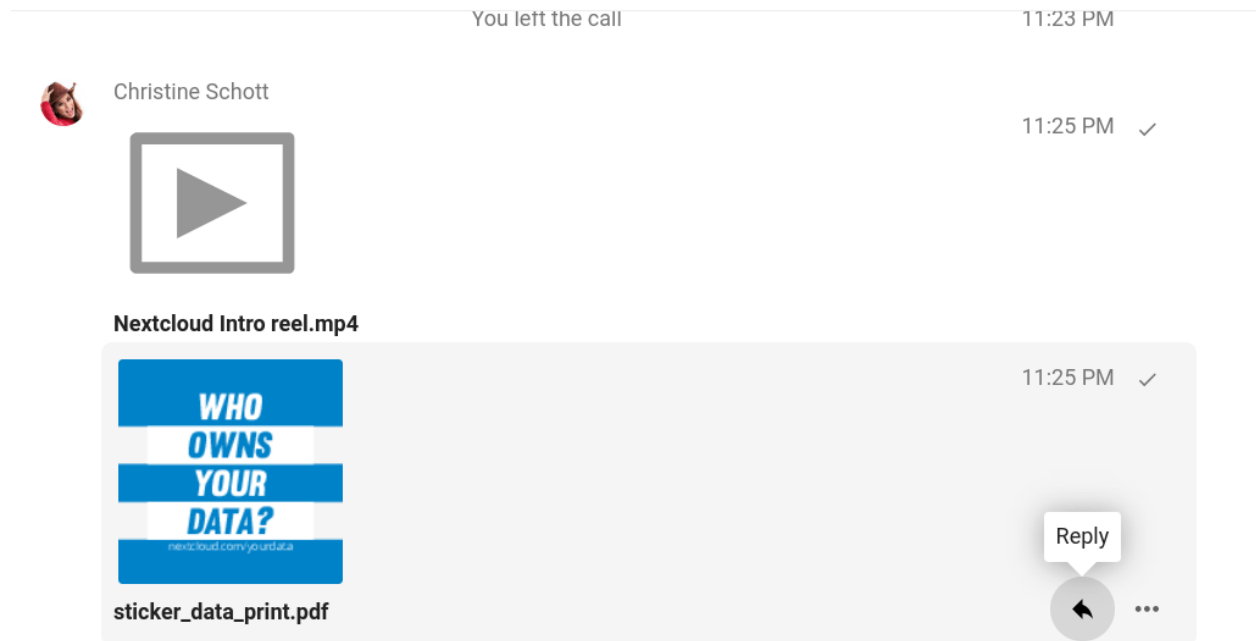 You left the call 11:23 PM
Christine Schott
11:25 PM
Nextcloud Intro reel.mp4
11:25 PM
WHO
OWNS
YOUR
DATA?
nextcloud.com/yourdata
Reply
sticker_data_print.pdf